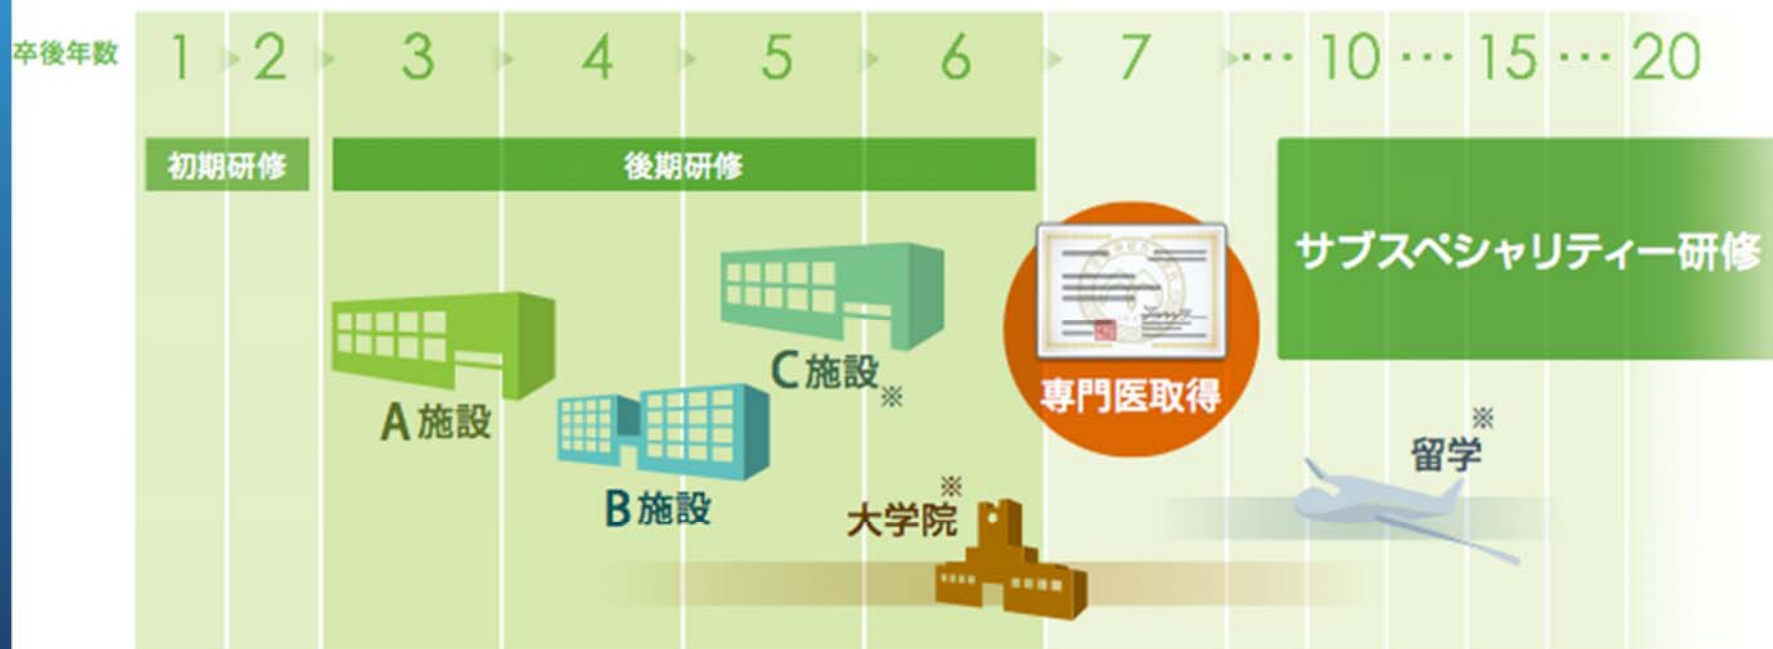 卒後年数 1 2 3 4 5 6 7 … 10 … 15 … 20
初期研修
後期研修
サブスペシャリティー研修
A施設
B施設
C施設※
専門医取得
大学院※
留学※